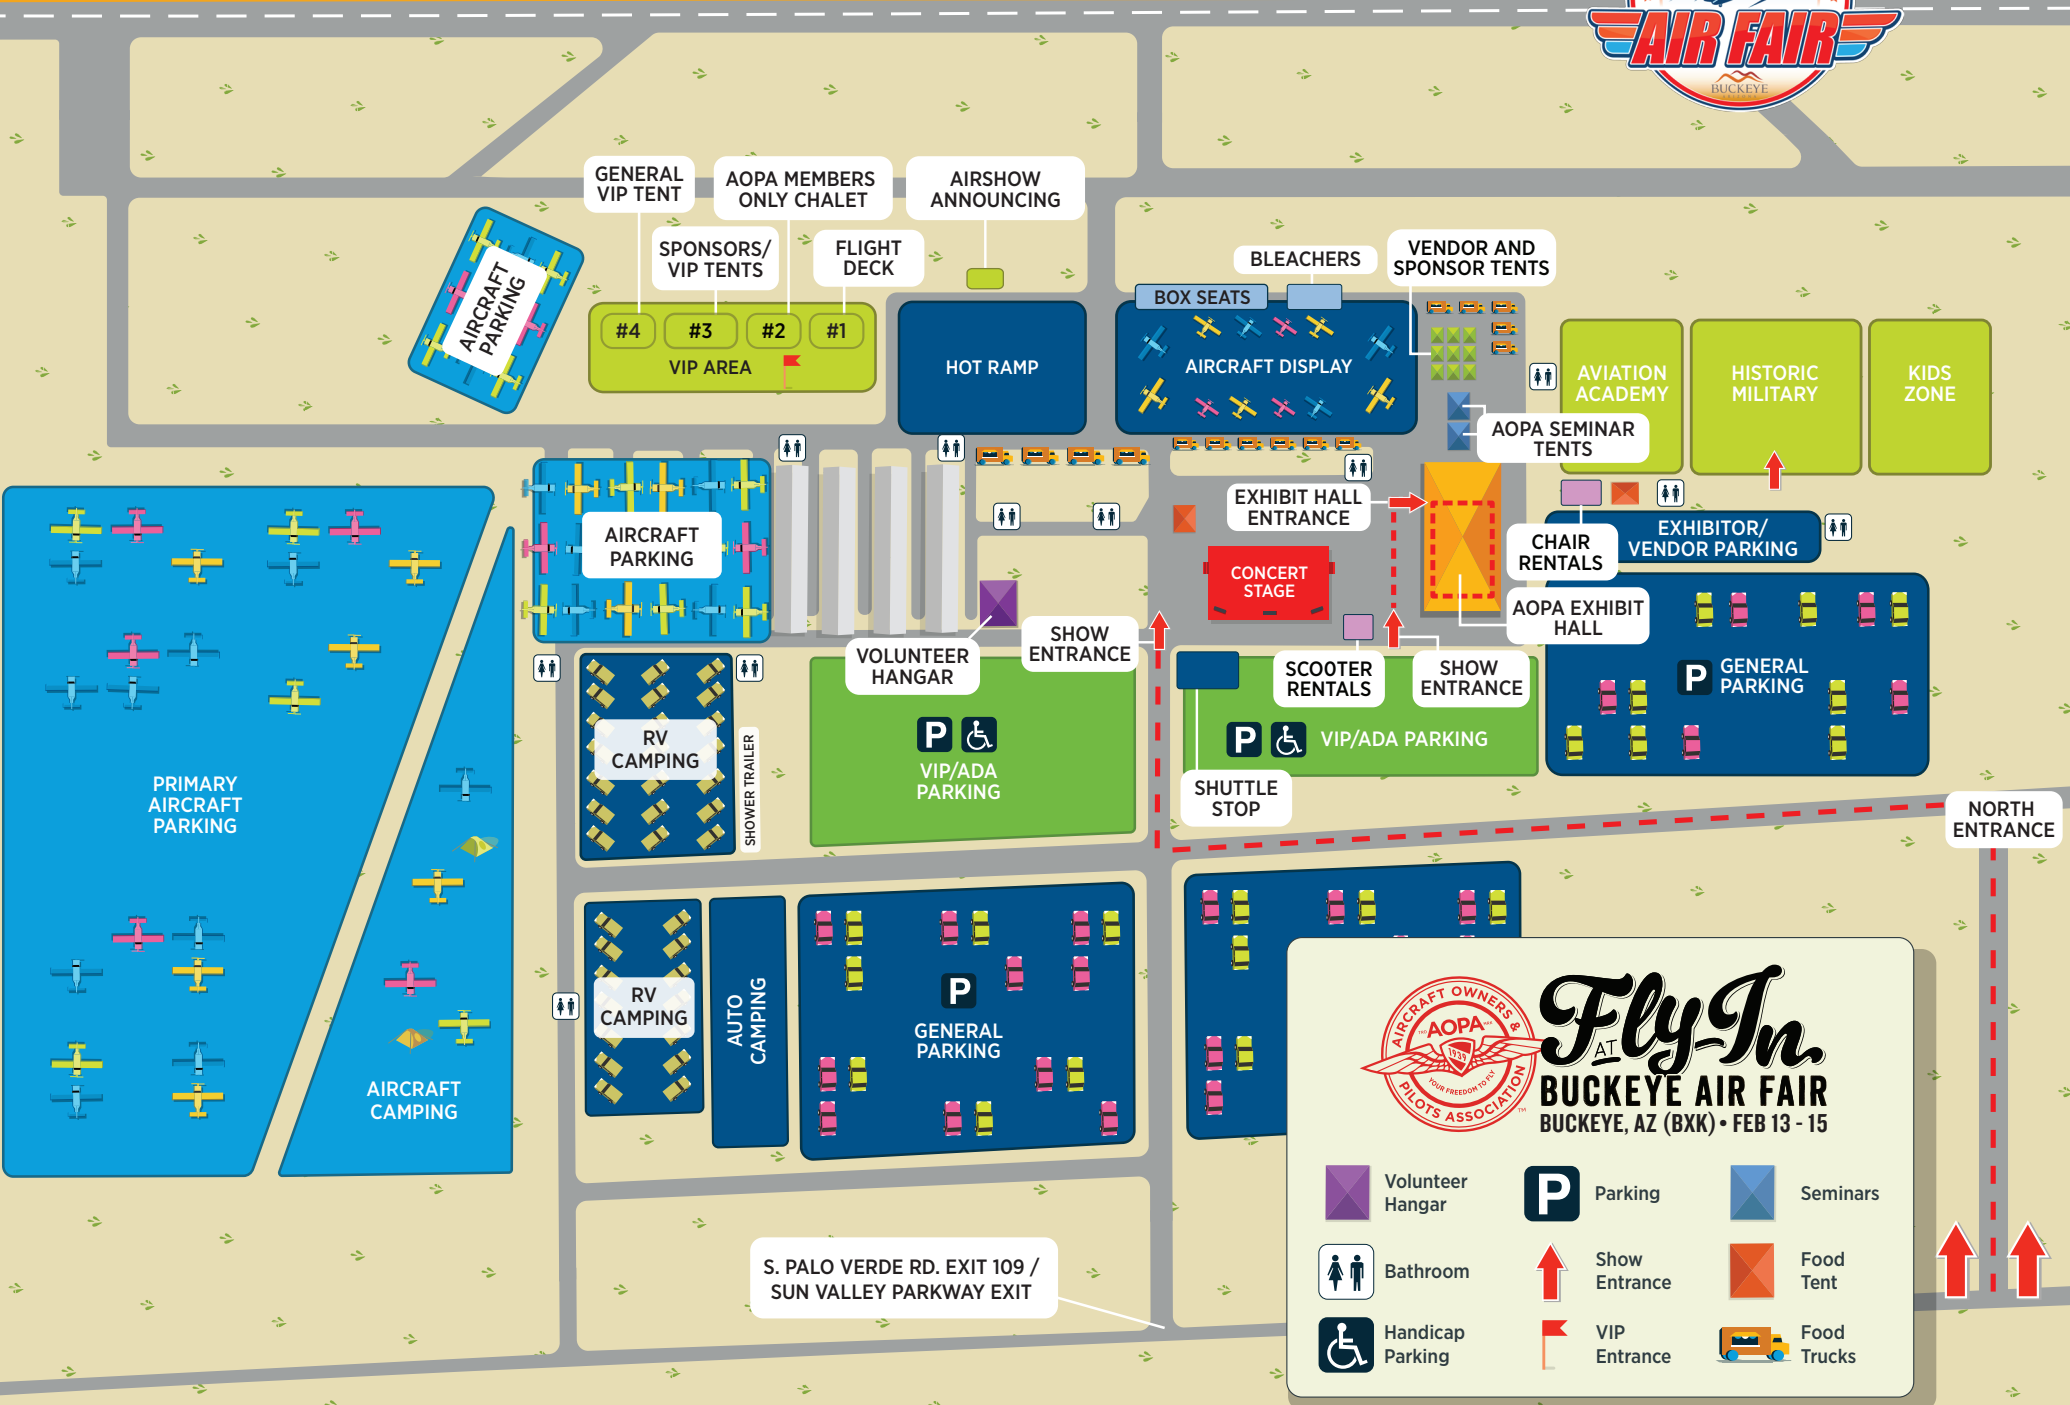 AIR FAIR
BUCKEYE
GENERAL
VIP TENT
AOPA MEMBERS
ONLY CHALET
AIRSHOW
ANNOUNCING
SPONSORS/
VIP TENTS
FLIGHT
DECK
BLEACHERS
VENDOR AND
SPONSOR TENTS
AIRCRAFT
PARKING
#4
#3
#2
#1
VIP AREA
HOT RAMP
BOX SEATS
AIRCRAFT DISPLAY
AVIATION
ACADEMY
HISTORIC
MILITARY
KIDS
ZONE
AOPA SEMINAR
TENTS
EXHIBIT HALL
ENTRANCE
AIRCRAFT
PARKING
CONCERT
STAGE
CHAIR
RENTALS
EXHIBITOR/
VENDOR PARKING
AOPA EXHIBIT
HALL
VOLUNTEER
HANGAR
SHOW
ENTRANCE
SCOOTER
RENTALS
SHOW
ENTRANCE
P
GENERAL
PARKING
RV
CAMPING
SHOWER TRAILER
P
VIP/ADA
PARKING
P
VIP/ADA PARKING
SHUTTLE
STOP
PRIMARY
AIRCRAFT
PARKING
NORTH
ENTRANCE
RV
CAMPING
AUTO
CAMPING
P
GENERAL
PARKING
AIRCRAFT
CAMPING
S. PALO VERDE RD. EXIT 109 /
SUN VALLEY PARKWAY EXIT
AIRCRAFT OWNERS &
PILOTS ASSOCIATION
AOPA
1939
YOUR FREEDOM TO FLY
TM
Fly-In
AT
BUCKEYE AIR FAIR
BUCKEYE, AZ (BXK) • FEB 13 - 15
Volunteer
Hangar
P
Parking
Seminars
Bathroom
Show
Entrance
Food
Tent
Handicap
Parking
VIP
Entrance
Food
Trucks